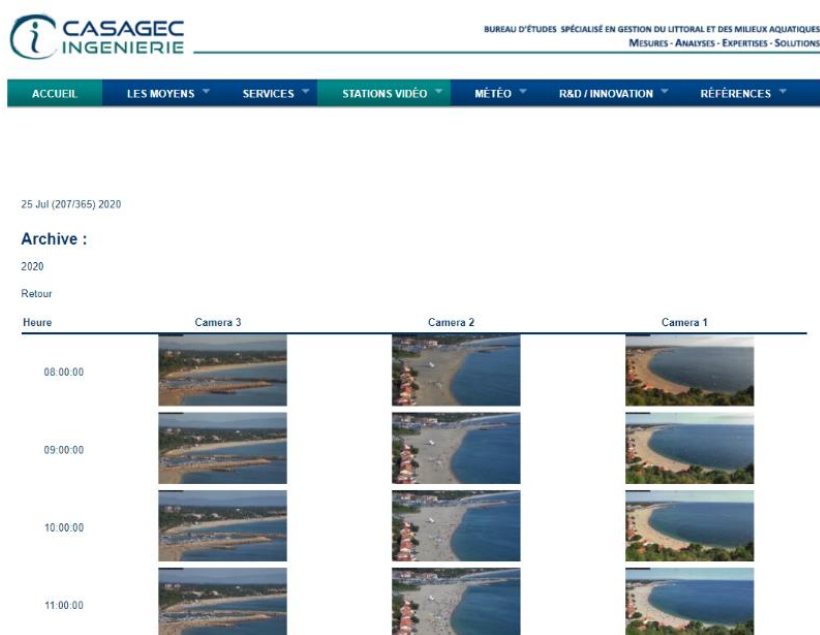 CASAGEC
INGENIERIE
BUREAU D'ÉTUDES SPÉCIALISÉ EN GESTION DU LITTORAL ET DES MILIEUX AQUATIQUES
MESURES - ANALYSES - EXPERTISES - SOLUTIONS
ACCUEIL LES MOYENS SERVICES STATIONS VIDÉO MÉTÉO R&D / INNOVATION RÉFÉRENCES
25 Jul (207/365) 2020
Archive :
2020
Retour
Heure Camera 3 Camera 2 Camera 1
08:00:00
09:00:00
10:00:00
11:00:00